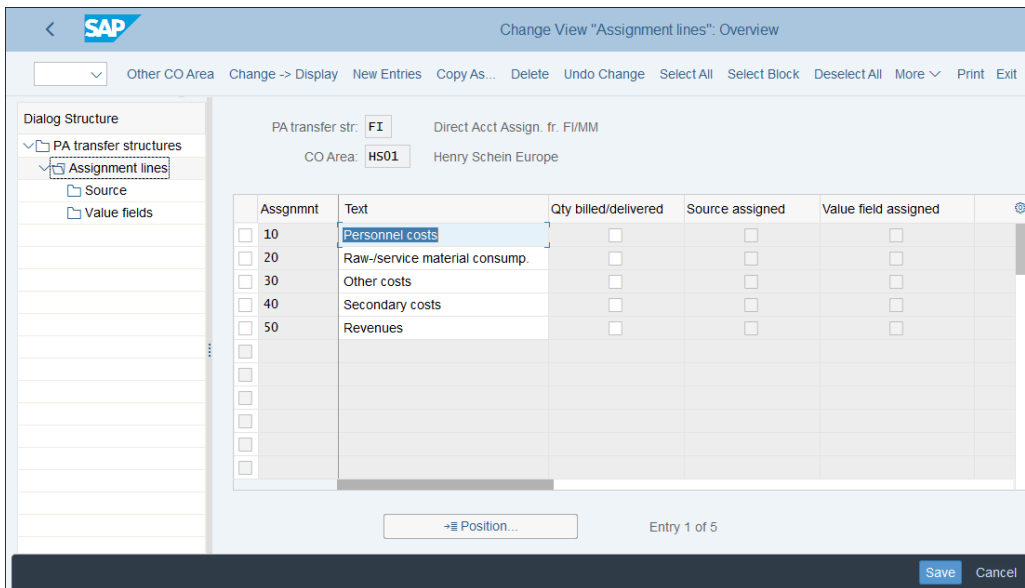 SAP
Change View "Assignment lines": Overview
Other CO Area Change -> Display New Entries Copy As... Delete Undo Change Select All Select Block Deselect All More Print Exit
Dialog Structure
PA transfer structures
Assignment lines
Source
Value fields
PA transfer str: FI Direct Acct Assign. fr. FI/MM
CO Area: HS01 Henry Schein Europe
Assgnmnt Text Qty billed/delivered Source assigned Value field assigned
10 Personnel costs
20 Raw-/service material consump.
30 Other costs
40 Secondary costs
50 Revenues
Position...
Entry 1 of 5
Save Cancel